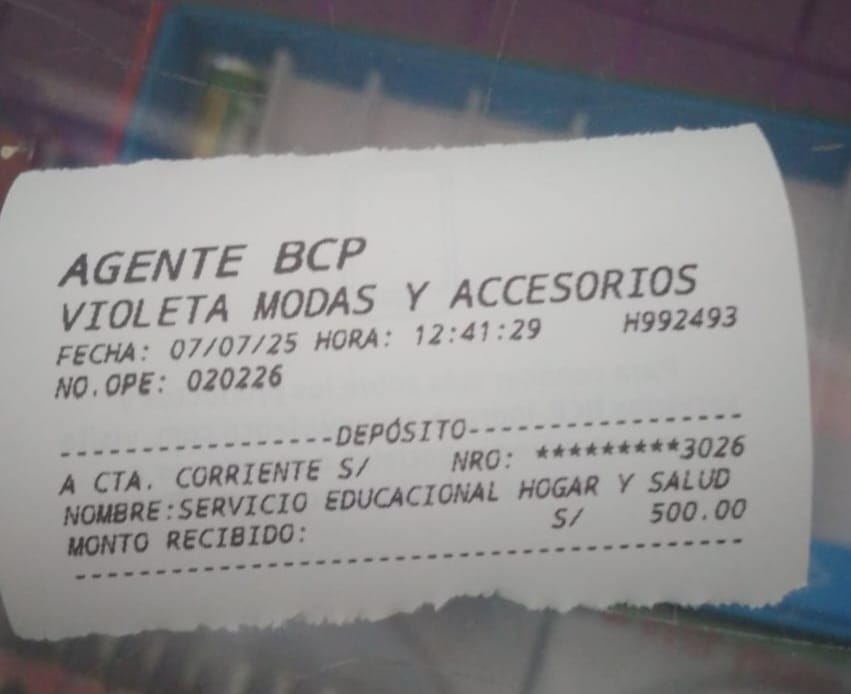 AGENTE BCP
VIOLETA MODAS Y ACCESORIOS
FECHA: 07/07/25 HORA: 12:41:29 H992493
NO.OPE: 020226
-----------------DEPÓSITO-----------------
A CTA. CORRIENTE S/ NRO: *********3026
NOMBRE:SERVICIO EDUCACIONAL HOGAR Y SALUD
MONTO RECIBIDO: S/ 500.00
------------------------------------------